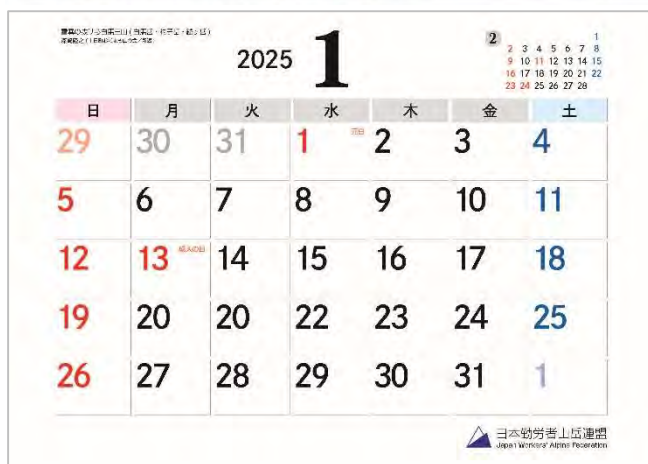 2025 1
2
1
2 3 4 5 6 7 8
9 10 11 12 13 14 15
16 17 18 19 20 21 22
23 24 25 26 27 28
日 月 火 水 木 金 土
29 30 31 1 元日 2 3 4
5 6 7 8 9 10 11
12 13 成人の日 14 15 16 17 18
19 20 20 22 23 24 25
26 27 28 29 30 31 1
日本勤労者山岳連盟
Japan Workers' Alpine Federation